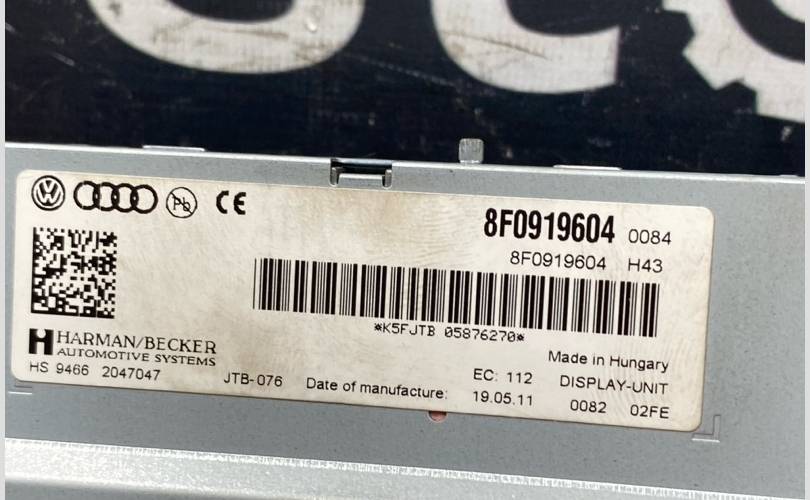 CE
8F0919604 0084
8F0919604 H43
*K5FJTB 05876270*
HARMAN/BECKER
AUTOMOTIVE SYSTEMS
HS 9466 2047047
JTB-076
Made in Hungary
EC: 112 DISPLAY-UNIT
Date of manufacture: 19.05.11 0082 02FE